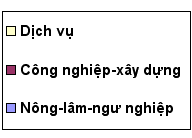 Dịch vụ
Công nghiệp-xây dựng
Nông-lâm-ngư nghiệp